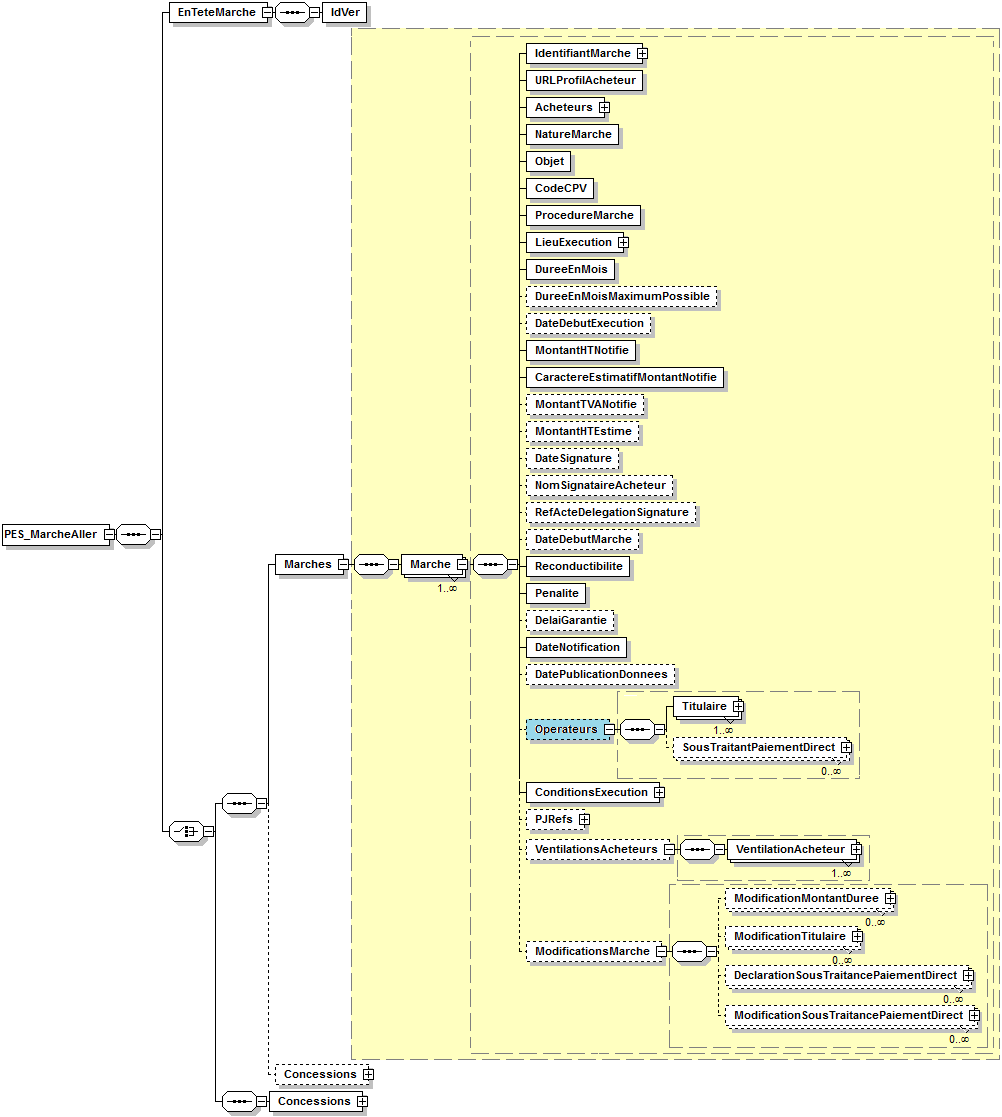 EnTeteMarche
IdVer
IdentifiantMarche
URLProfilAcheteur
Acheteurs
NatureMarche
Objet
CodeCPV
ProcedureMarche
LieuExecution
DureeEnMois
DureeEnMoisMaximumPossible
DateDebutExecution
MontantHTNotifie
CaractereEstimatifMontantNotifie
MontantTVANotifie
MontantHTEstime
DateSignature
NomSignataireAcheteur
RefActeDelegationSignature
PES_MarcheAller
DateDebutMarche
Marches
Marche
1..∞
Reconductibilite
Penalite
DelaiGarantie
DateNotification
DatePublicationDonnees
Operateurs
Titulaire
1..∞
SousTraitantPaiementDirect
0..∞
ConditionsExecution
PJRefs
VentilationsAcheteurs
VentilationAcheteur
1..∞
ModificationsMarche
ModificationMontantDuree
0..∞
ModificationTitulaire
0..∞
DeclarationSousTraitancePaiementDirect
0..∞
ModificationSousTraitancePaiementDirect
0..∞
Concessions
Concessions